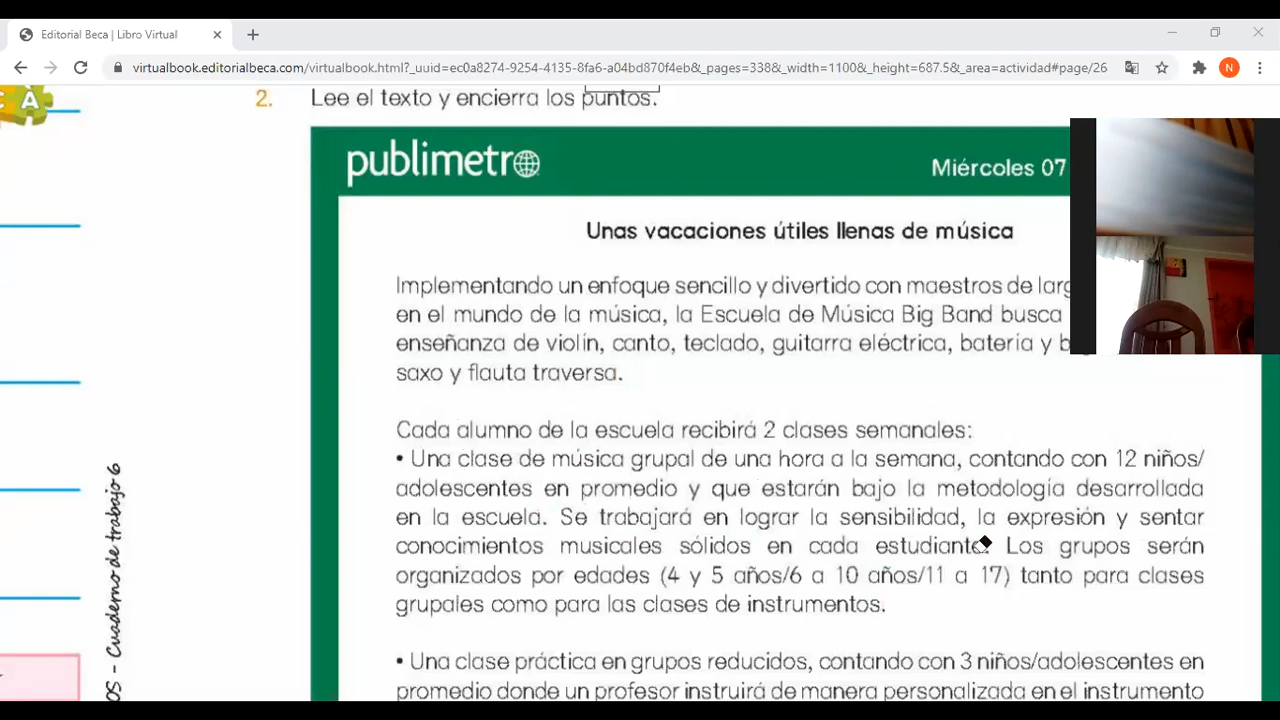 Editorial Beca | Libro Virtual
virtualbook.editorialbeca.com/virtualbook.html?_uuid=ec0a8274-9254-4135-8fa6-a04bd870f4eb&_pages=338&_width=1100&_height=687.5&_area=actividad#page/26
N
C A
2. Lee el texto y encierra los puntos.
publimetro
Miércoles 07
Unas vacaciones útiles llenas de música
Implementando un enfoque sencillo y divertido con maestros de
en el mundo de la música, la Escuela de Música Big Band busca
enseñanza de violín, canto, teclado, guitarra eléctrica, batería y
saxo y flauta traversa.
Cada alumno de la escuela recibirá 2 clases semanales:
• Una clase de música grupal de una hora a la semana, contando con 12 niños/
adolescentes en promedio y que estarán bajo la metodología desarrollada
en la escuela. Se trabajará en lograr la sensibilidad, la expresión y sentar
conocimientos musicales sólidos en cada estudiante. Los grupos serán
organizados por edades (4 y 5 años/6 a 10 años/11 a 17) tanto para clases
grupales como para las clases de instrumentos.
• Una clase práctica en grupos reducidos, contando con 3 niños/adolescentes en
promedio donde un profesor instruirá de manera personalizada en el instrumento
OS - Cuaderno de trabajo 6